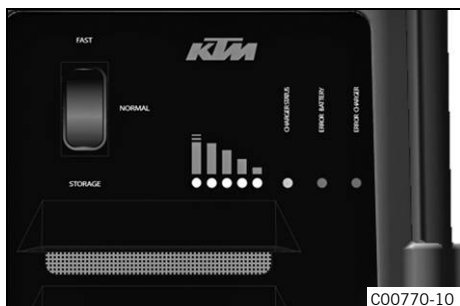 FAST
KTM
NORMAL
STORAGE
CHARGER STATUS
ERROR BATTERY
ERROR CHARGER
C00770-10